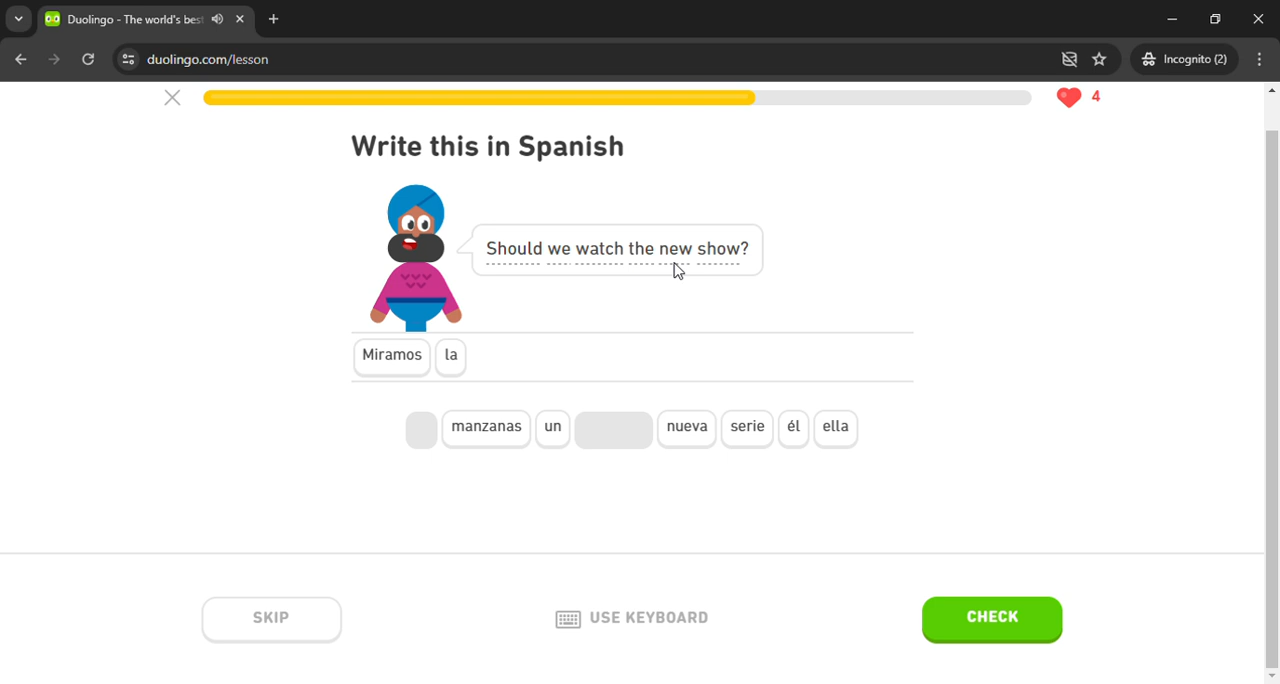 Duolingo - The world's bes
duolingo.com/lesson
Incognito (2)
4
Write this in Spanish
Should we watch the new show?
Miramos la
manzanas un nueva serie él ella
SKIP
USE KEYBOARD
CHECK